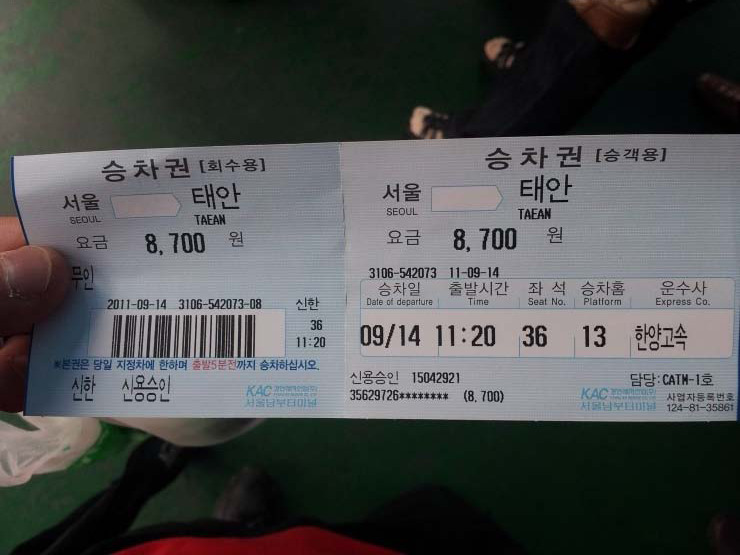 승차권 [회수용]
서울 태안
SEOUL TAEAN
요금 8,700 원
무인
2011-09-14 3106-542073-08 신한
36
11:20
※본권은 당일 지정차에 한하며 출발5분전까지 승차하십시오.
신한 신용승인
KAC
서울남부터미널
승차권 [승객용]
서울 태안
SEOUL TAEAN
요금 8,700 원
3106-542073 11-09-14
승차일 출발시간 좌 석 승차홈 운수사
Date of departure Time Seat No. Platform Express Co.
09/14 11:20 36 13 한양고속
신용승인 15042921 담당:CATM-1호
35629726******** (8,700)
KAC
서울남부터미널
사업자등록번호
124-81-35861